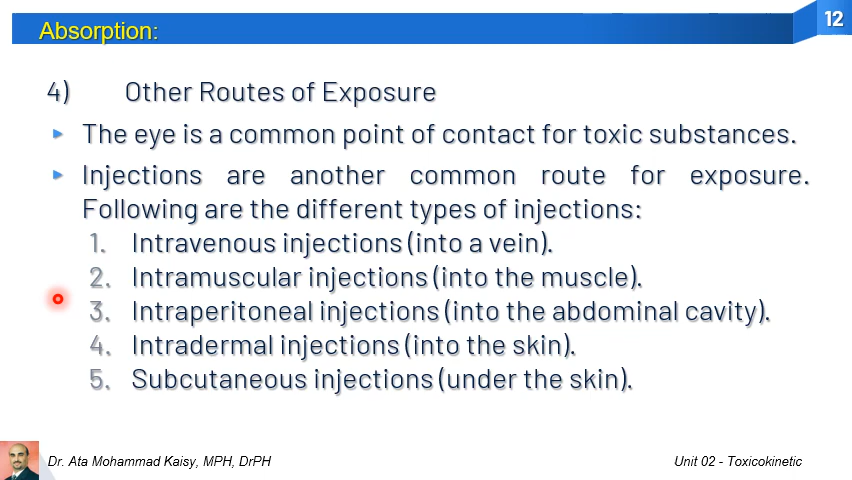 Absorption:
12
4) Other Routes of Exposure
The eye is a common point of contact for toxic substances.
Injections are another common route for exposure.
Following are the different types of injections:
1. Intravenous injections (into a vein).
2. Intramuscular injections (into the muscle).
3. Intraperitoneal injections (into the abdominal cavity).
4. Intradermal injections (into the skin).
5. Subcutaneous injections (under the skin).
Dr. Ata Mohammad Kaisy, MPH, DrPH
Unit 02 - Toxicokinetic